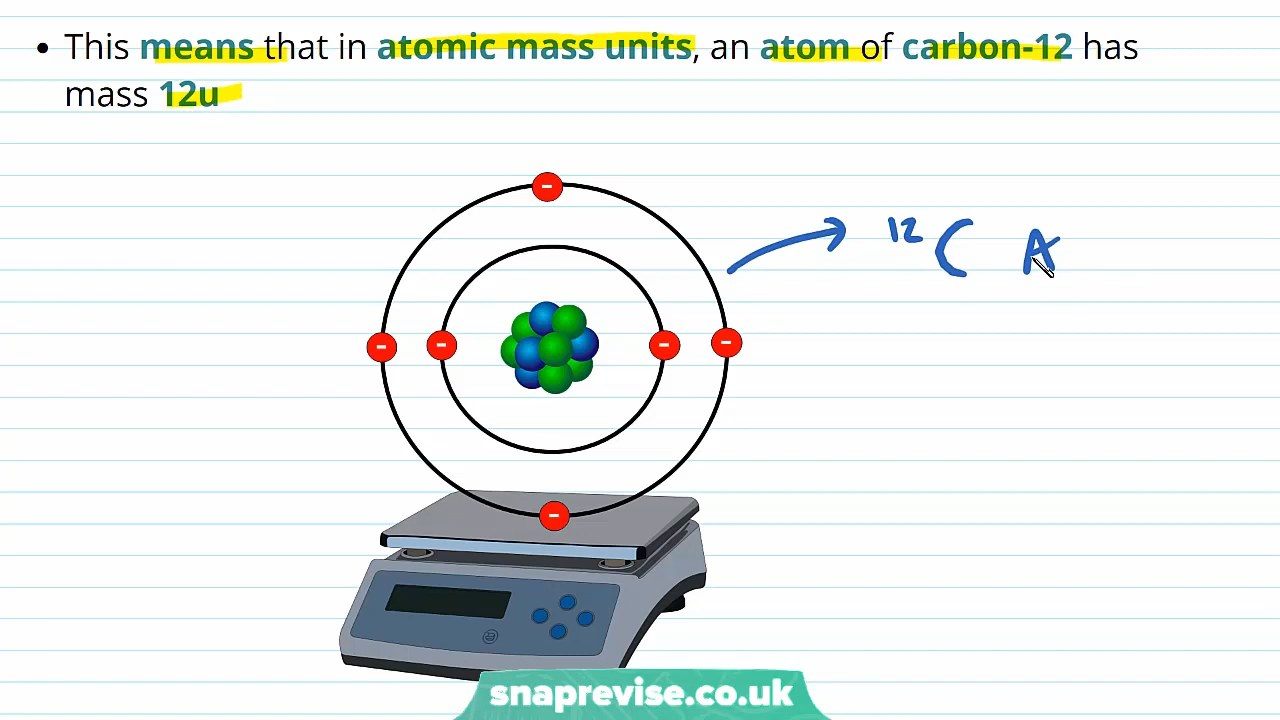 • This means that in atomic mass units, an atom of carbon-12 has
mass 12u
¹²C A
snaprevise.co.uk